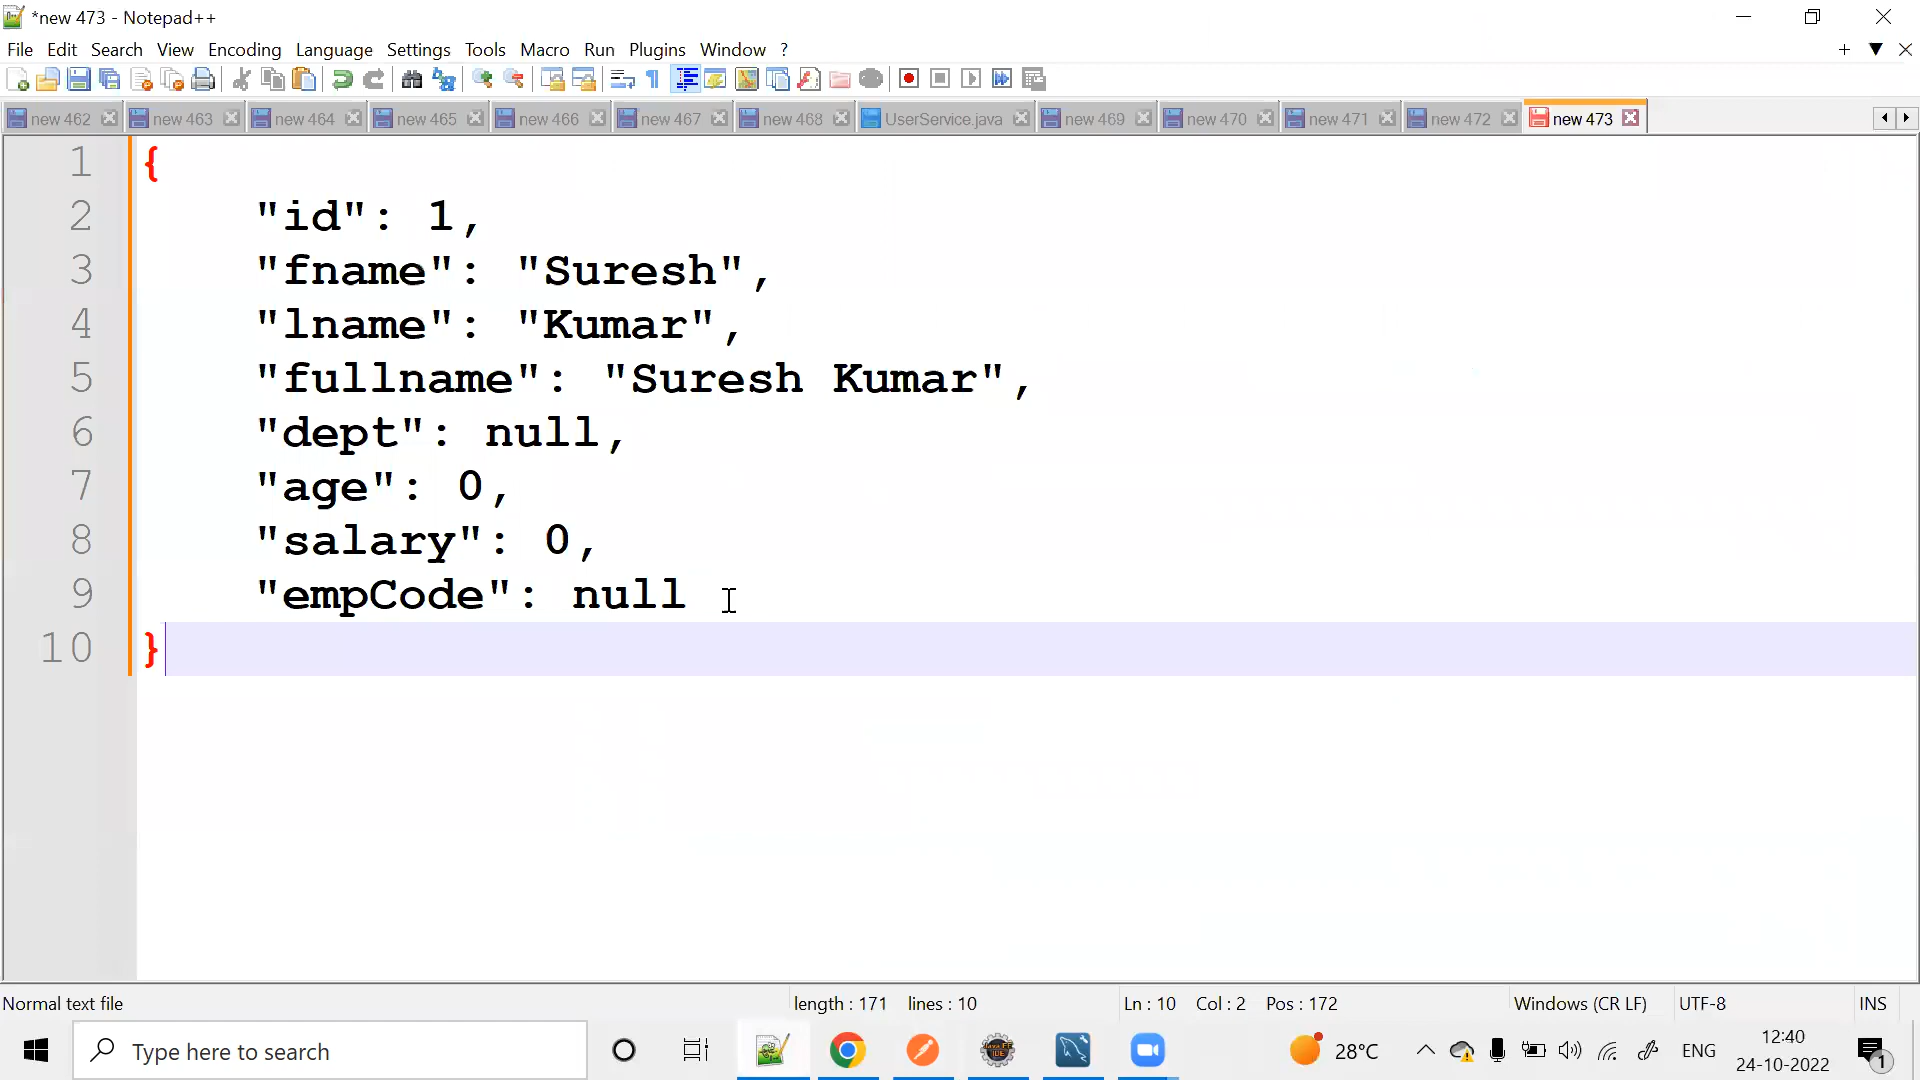 *new 473 - Notepad++
File Edit Search View Encoding Language Settings Tools Macro Run Plugins Window ?
new 462 new 463 new 464 new 465 new 466 new 467 new 468 UserService.java new 469 new 470 new 471 new 472 new 473
1 {
2 "id": 1,
3 "fname": "Suresh",
4 "lname": "Kumar",
5 "fullname": "Suresh Kumar",
6 "dept": null,
7 "age": 0,
8 "salary": 0,
9 "empCode": null
10 }
Normal text file length : 171 lines : 10 Ln : 10 Col : 2 Pos : 172 Windows (CR LF) UTF-8 INS
Type here to search 28°C ENG 12:40
24-10-2022 1